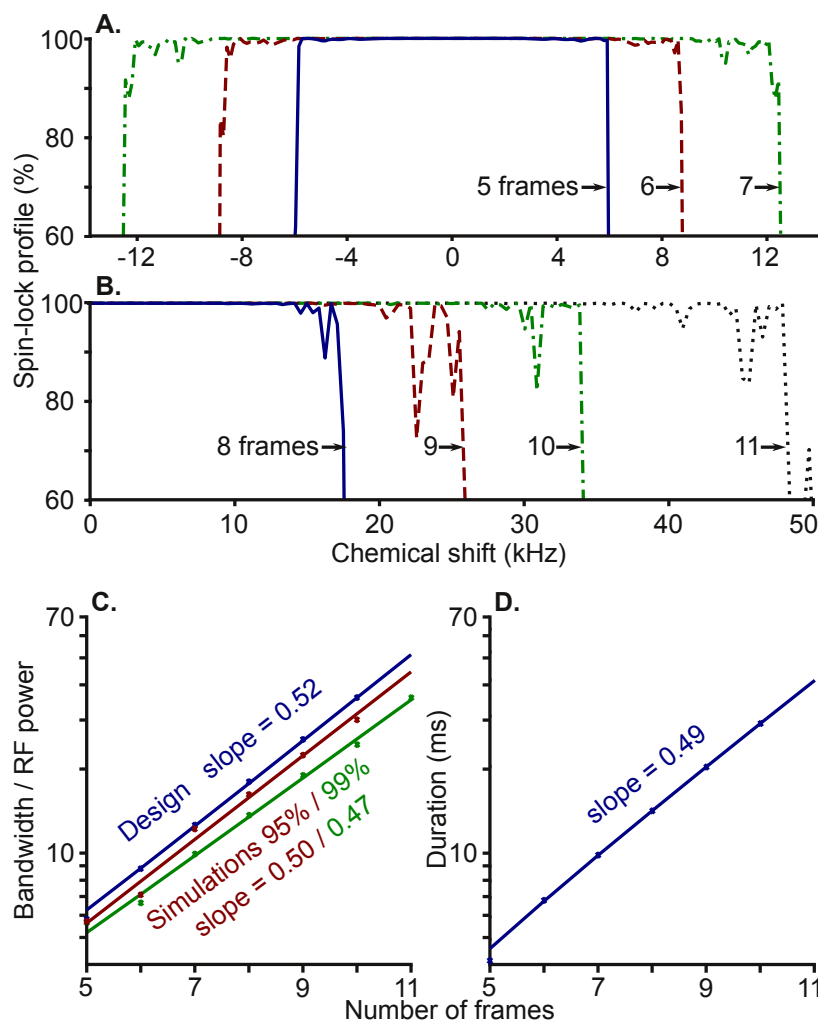 A.
Spin-lock profile (%)
100
80
60
5 frames
6
7
-12
-8
-4
0
4
8
12
B.
100
80
60
8 frames
9
10
11
0
10
20
30
40
50
Chemical shift (kHz)
C.
Bandwidth / RF power
70
10
Design slope = 0.52
Simulations 95% / 99%
slope = 0.50 / 0.47
5
7
9
11
D.
Duration (ms)
70
10
slope = 0.49
5
7
9
11
Number of frames